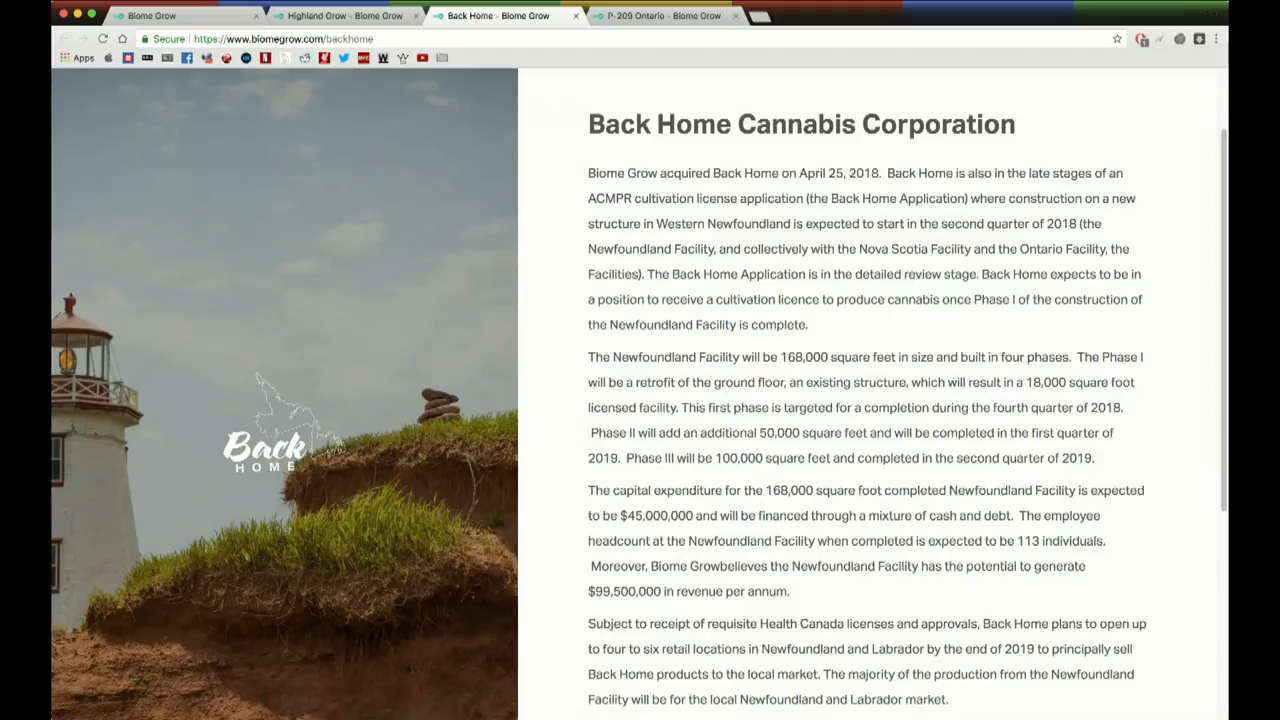 Biome Grow
Highland Grow - Biome Grow
Back Home - Biome Grow
P-209 Ontario - Biome Grow
Secure
https://www.biomegrow.com/backhome
Apps
Back Home Cannabis Corporation
Biome Grow acquired Back Home on April 25, 2018.  Back Home is also in the late stages of an
ACMPR cultivation license application (the Back Home Application) where construction on a new
structure in Western Newfoundland is expected to start in the second quarter of 2018 (the
Newfoundland Facility, and collectively with the Nova Scotia Facility and the Ontario Facility, the
Facilities). The Back Home Application is in the detailed review stage. Back Home expects to be in
a position to receive a cultivation licence to produce cannabis once Phase I of the construction of
the Newfoundland Facility is complete.
The Newfoundland Facility will be 168,000 square feet in size and built in four phases.  The Phase I
will be a retrofit of the ground floor, an existing structure, which will result in a 18,000 square foot
licensed facility. This first phase is targeted for a completion during the fourth quarter of 2018.
Phase II will add an additional 50,000 square feet and will be completed in the first quarter of
2019.  Phase III will be 100,000 square feet and completed in the second quarter of 2019.
The capital expenditure for the 168,000 square foot completed Newfoundland Facility is expected
to be $45,000,000 and will be financed through a mixture of cash and debt.  The employee
headcount at the Newfoundland Facility when completed is expected to be 113 individuals.
Moreover, Biome Growbelieves the Newfoundland Facility has the potential to generate
$99,500,000 in revenue per annum.
Subject to receipt of requisite Health Canada licenses and approvals, Back Home plans to open up
to four to six retail locations in Newfoundland and Labrador by the end of 2019 to principally sell
Back Home products to the local market. The majority of the production from the Newfoundland
Facility will be for the local Newfoundland and Labrador market.
Back
HOME